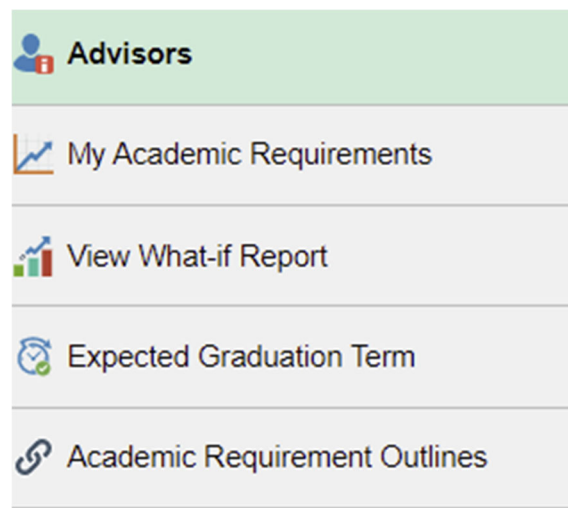 Advisors
My Academic Requirements
View What-if Report
Expected Graduation Term
Academic Requirement Outlines